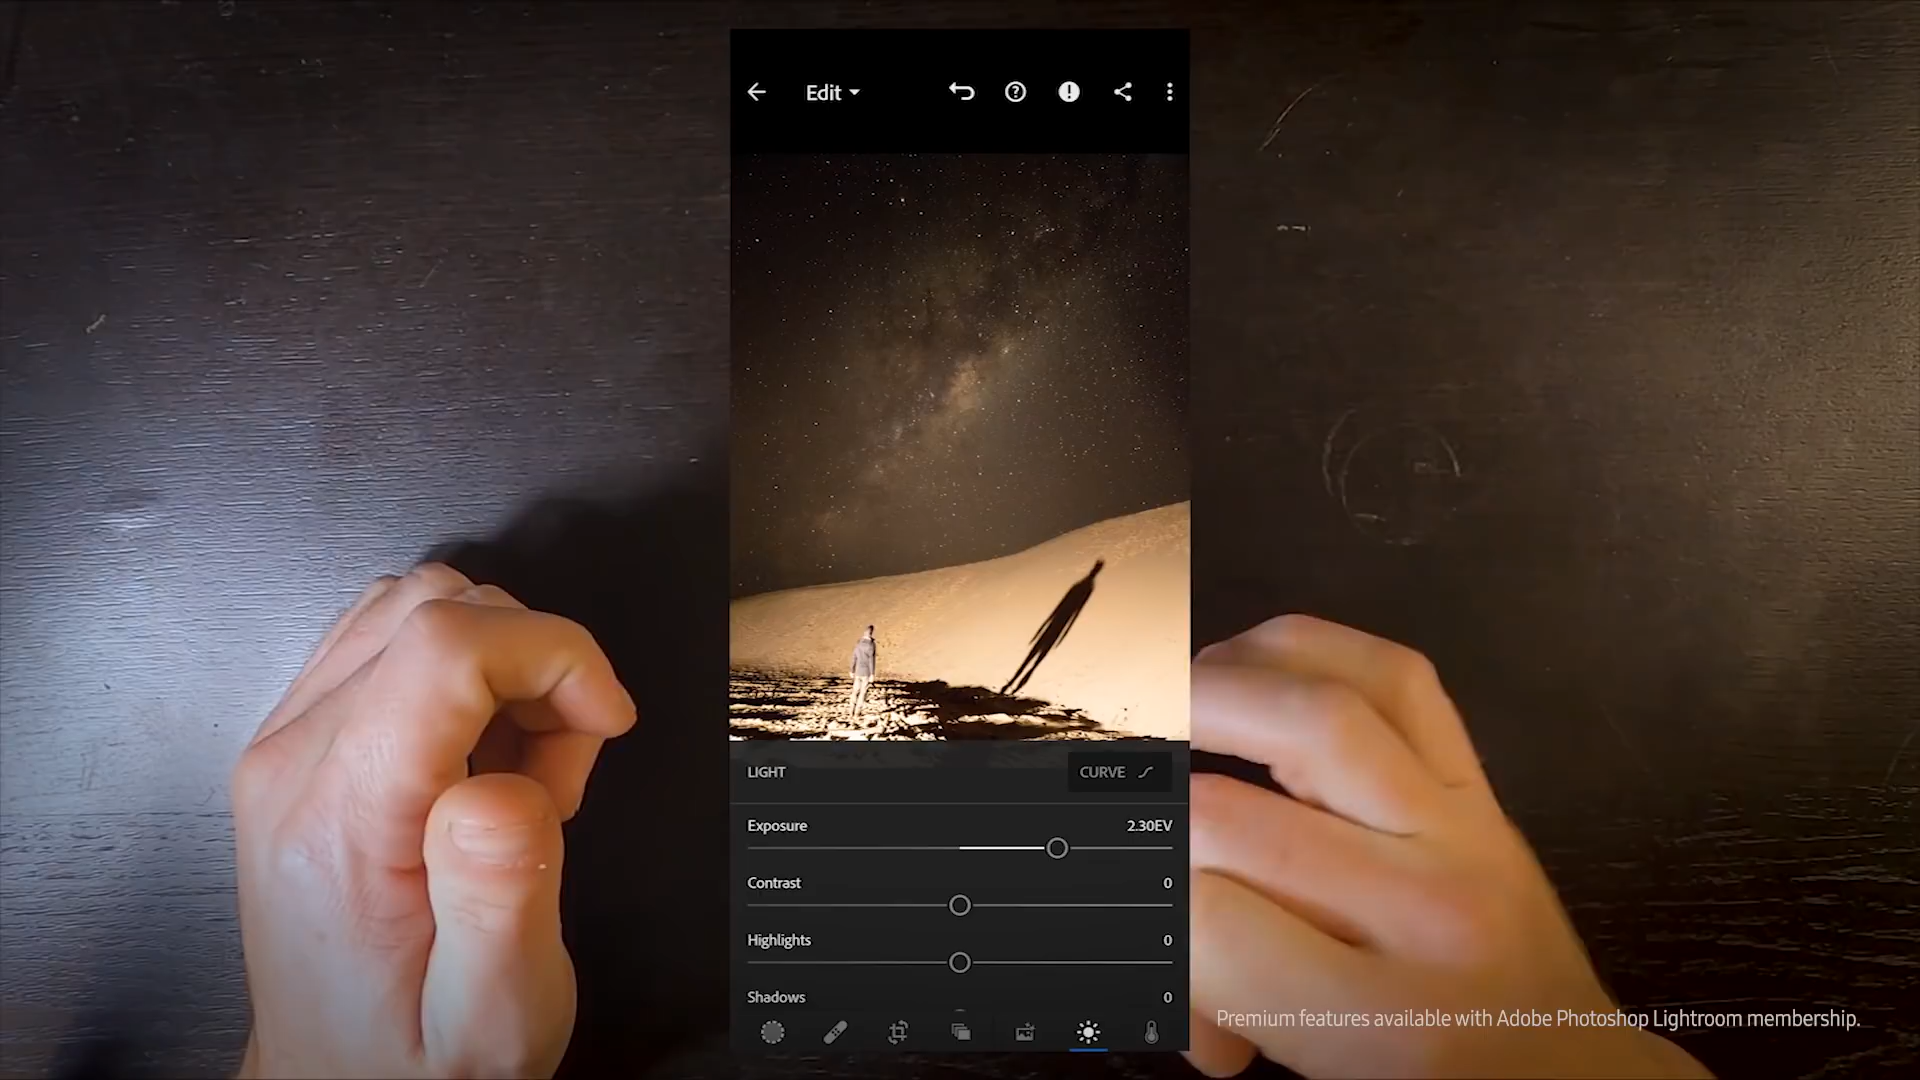 Edit
LIGHT
CURVE
Exposure 2.30EV
Contrast 0
Highlights 0
Shadows 0
Premium features available with Adobe Photoshop Lightroom membership.